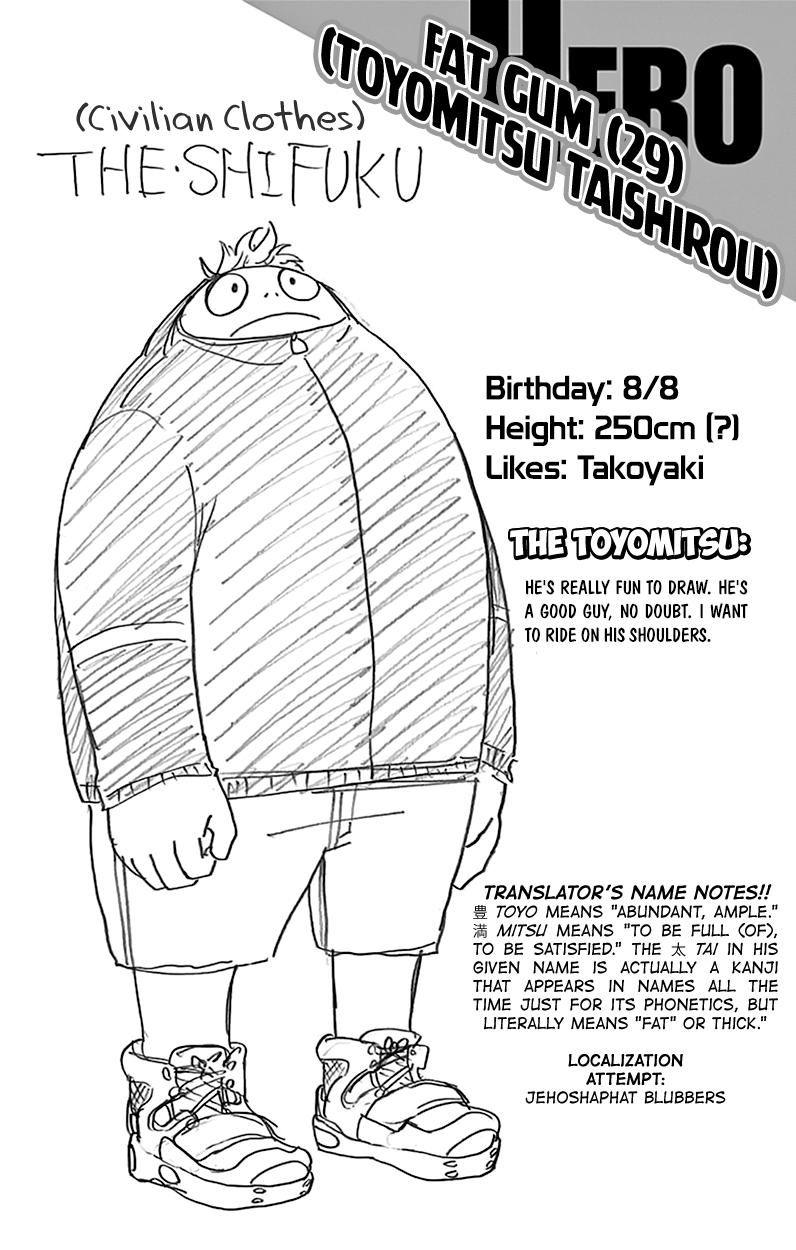 HERO
FAT GUM (29)
(TOYOMITSU TAISHIROU)
(Civilian Clothes)
THE·SHIFUKU
Birthday: 8/8
Height: 250cm (?)
Likes: Takoyaki
THE TOYOMITSU:
HE'S REALLY FUN TO DRAW. HE'S
A GOOD GUY, NO DOUBT. I WANT
TO RIDE ON HIS SHOULDERS.
TRANSLATOR'S NAME NOTES!!
豊 TOYO MEANS "ABUNDANT, AMPLE."
満 MITSU MEANS "TO BE FULL (OF),
TO BE SATISFIED." THE 太 TAI IN HIS
GIVEN NAME IS ACTUALLY A KANJI
THAT APPEARS IN NAMES ALL THE
TIME JUST FOR ITS PHONETICS, BUT
LITERALLY MEANS "FAT" OR THICK."
LOCALIZATION
ATTEMPT:
JEHOSHAPHAT BLUBBERS